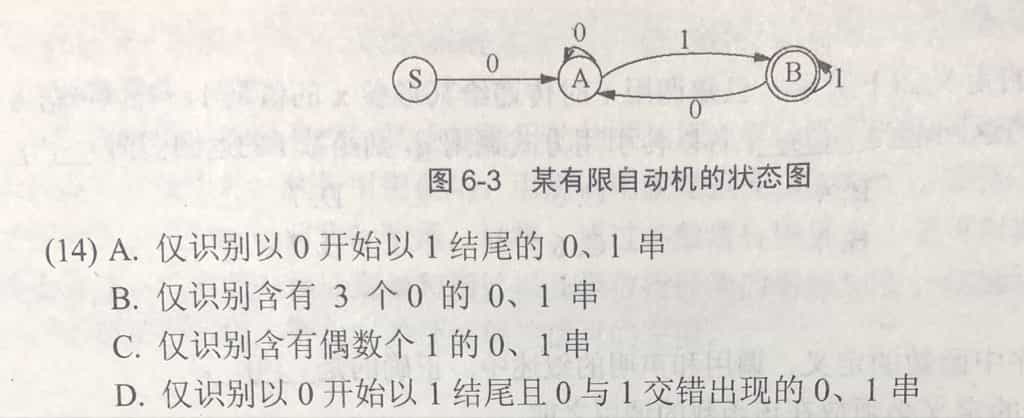 0
1
S
0
A
B
1
0
图 6-3 某有限自动机的状态图
(14) A. 仅识别以 0 开始以 1 结尾的 0、1 串
B. 仅识别含有 3 个 0 的 0、1 串
C. 仅识别含有偶数个 1 的 0、1 串
D. 仅识别以 0 开始以 1 结尾且 0 与 1 交错出现的 0、1 串